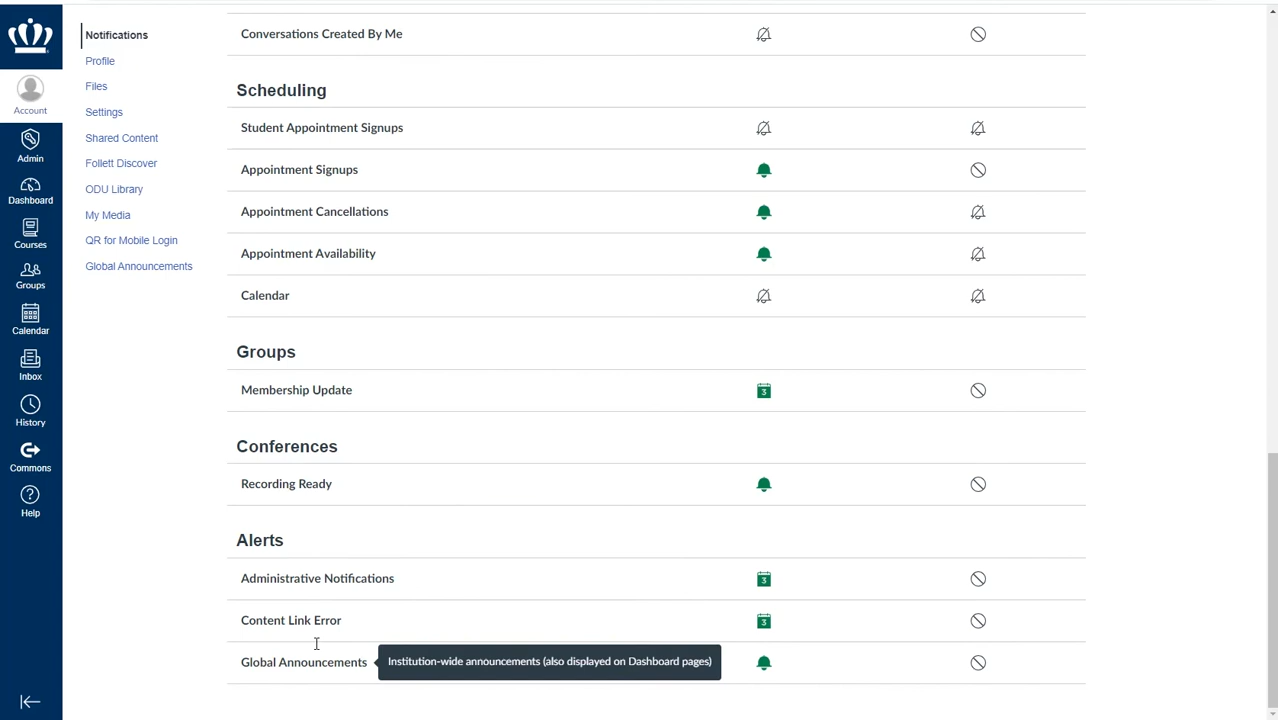 Account
Admin
Dashboard
Courses
Groups
Calendar
Inbox
History
Commons
Help
Notifications
Profile
Files
Settings
Shared Content
Follett Discover
ODU Library
My Media
QR for Mobile Login
Global Announcements
Conversations Created By Me
Scheduling
Student Appointment Signups
Appointment Signups
Appointment Cancellations
Appointment Availability
Calendar
Groups
Membership Update
3
Conferences
Recording Ready
Alerts
Administrative Notifications
3
Content Link Error
3
Global Announcements
Institution-wide announcements (also displayed on Dashboard pages)